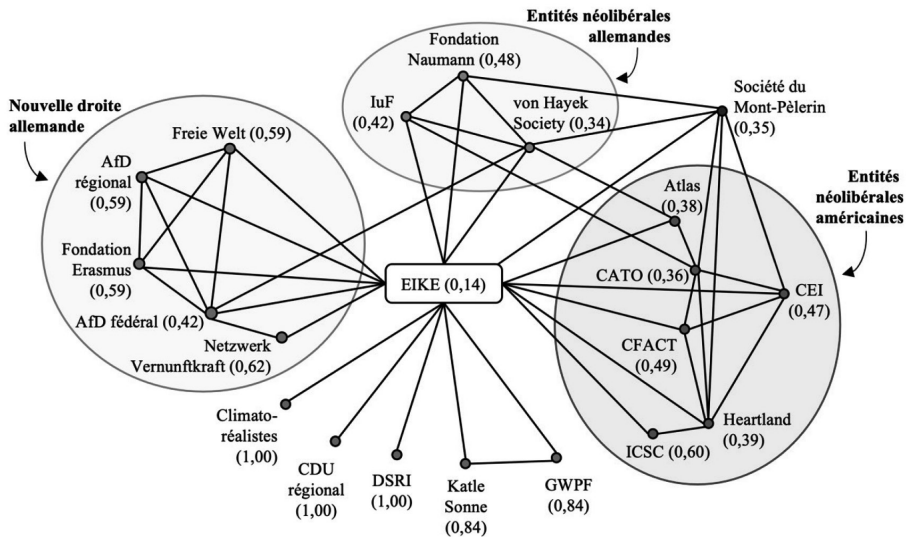 Entités néolibérales
allemandes
Fondation
Naumann (0,48)
IuF
(0,42)
von Hayek
Society (0,34)
Société du
Mont-Pèlerin
(0,35)
Nouvelle droite
allemande
Freie Welt (0,59)
AfD
régional
(0,59)
Fondation
Erasmus
(0,59)
AfD fédéral (0,42)
Netzwerk
Vernunftkraft (0,62)
EIKE (0,14)
Entités
néolibérales
américaines
Atlas
(0,38)
CATO (0,36)
CEI
(0,47)
CFACT
(0,49)
Heartland
(0,39)
ICSC (0,60)
Climato-
réalistes
(1,00)
CDU
régional
(1,00)
DSRI
(1,00)
Katle
Sonne
(0,84)
GWPF
(0,84)